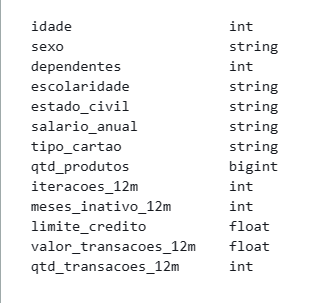 idade int
sexo string
dependentes int
escolaridade string
estado_civil string
salario_anual string
tipo_cartao string
qtd_produtos bigint
iteracoes_12m int
meses_inativo_12m int
limite_credito float
valor_transacoes_12m float
qtd_transacoes_12m int